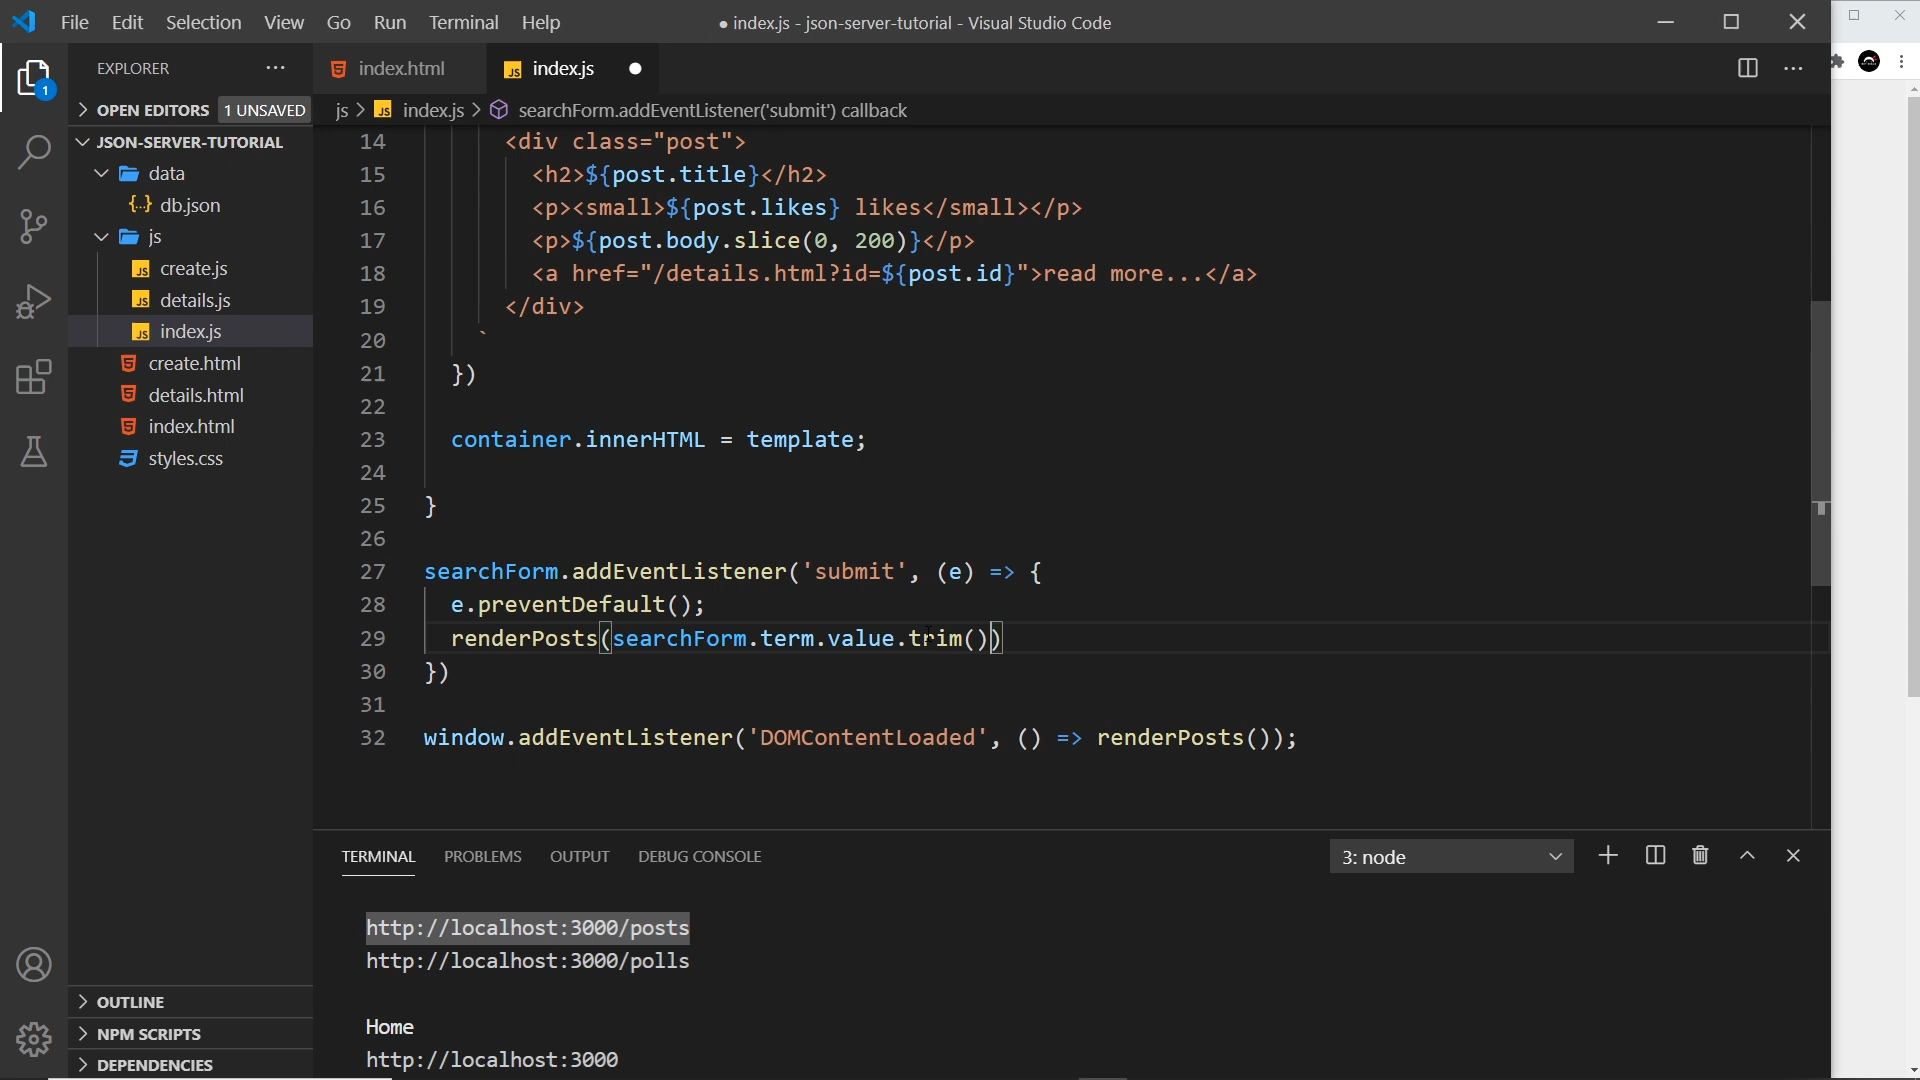 File Edit Selection View Go Run Terminal Help
● index.js - json-server-tutorial - Visual Studio Code
EXPLORER
OPEN EDITORS 1 UNSAVED
JSON-SERVER-TUTORIAL
data
{..} db.json
js
JS create.js
JS details.js
JS index.js
create.html
details.html
index.html
styles.css
OUTLINE
NPM SCRIPTS
DEPENDENCIES
1
index.html
JS index.js
js > JS index.js > searchForm.addEventListener('submit') callback
14 <div class="post">
15 <h2>${post.title}</h2>
16 <p><small>${post.likes} likes</small></p>
17 <p>${post.body.slice(0, 200)}</p>
18 <a href="/details.html?id=${post.id}">read more...</a>
19 </div>
20 `
21 })
22
23 container.innerHTML = template;
24
25 }
26
27 searchForm.addEventListener('submit', (e) => {
28 e.preventDefault();
29 renderPosts(searchForm.term.value.trim())
30 })
31
32 window.addEventListener('DOMContentLoaded', () => renderPosts());
TERMINAL PROBLEMS OUTPUT DEBUG CONSOLE
3: node
http://localhost:3000/posts
http://localhost:3000/polls
Home
http://localhost:3000